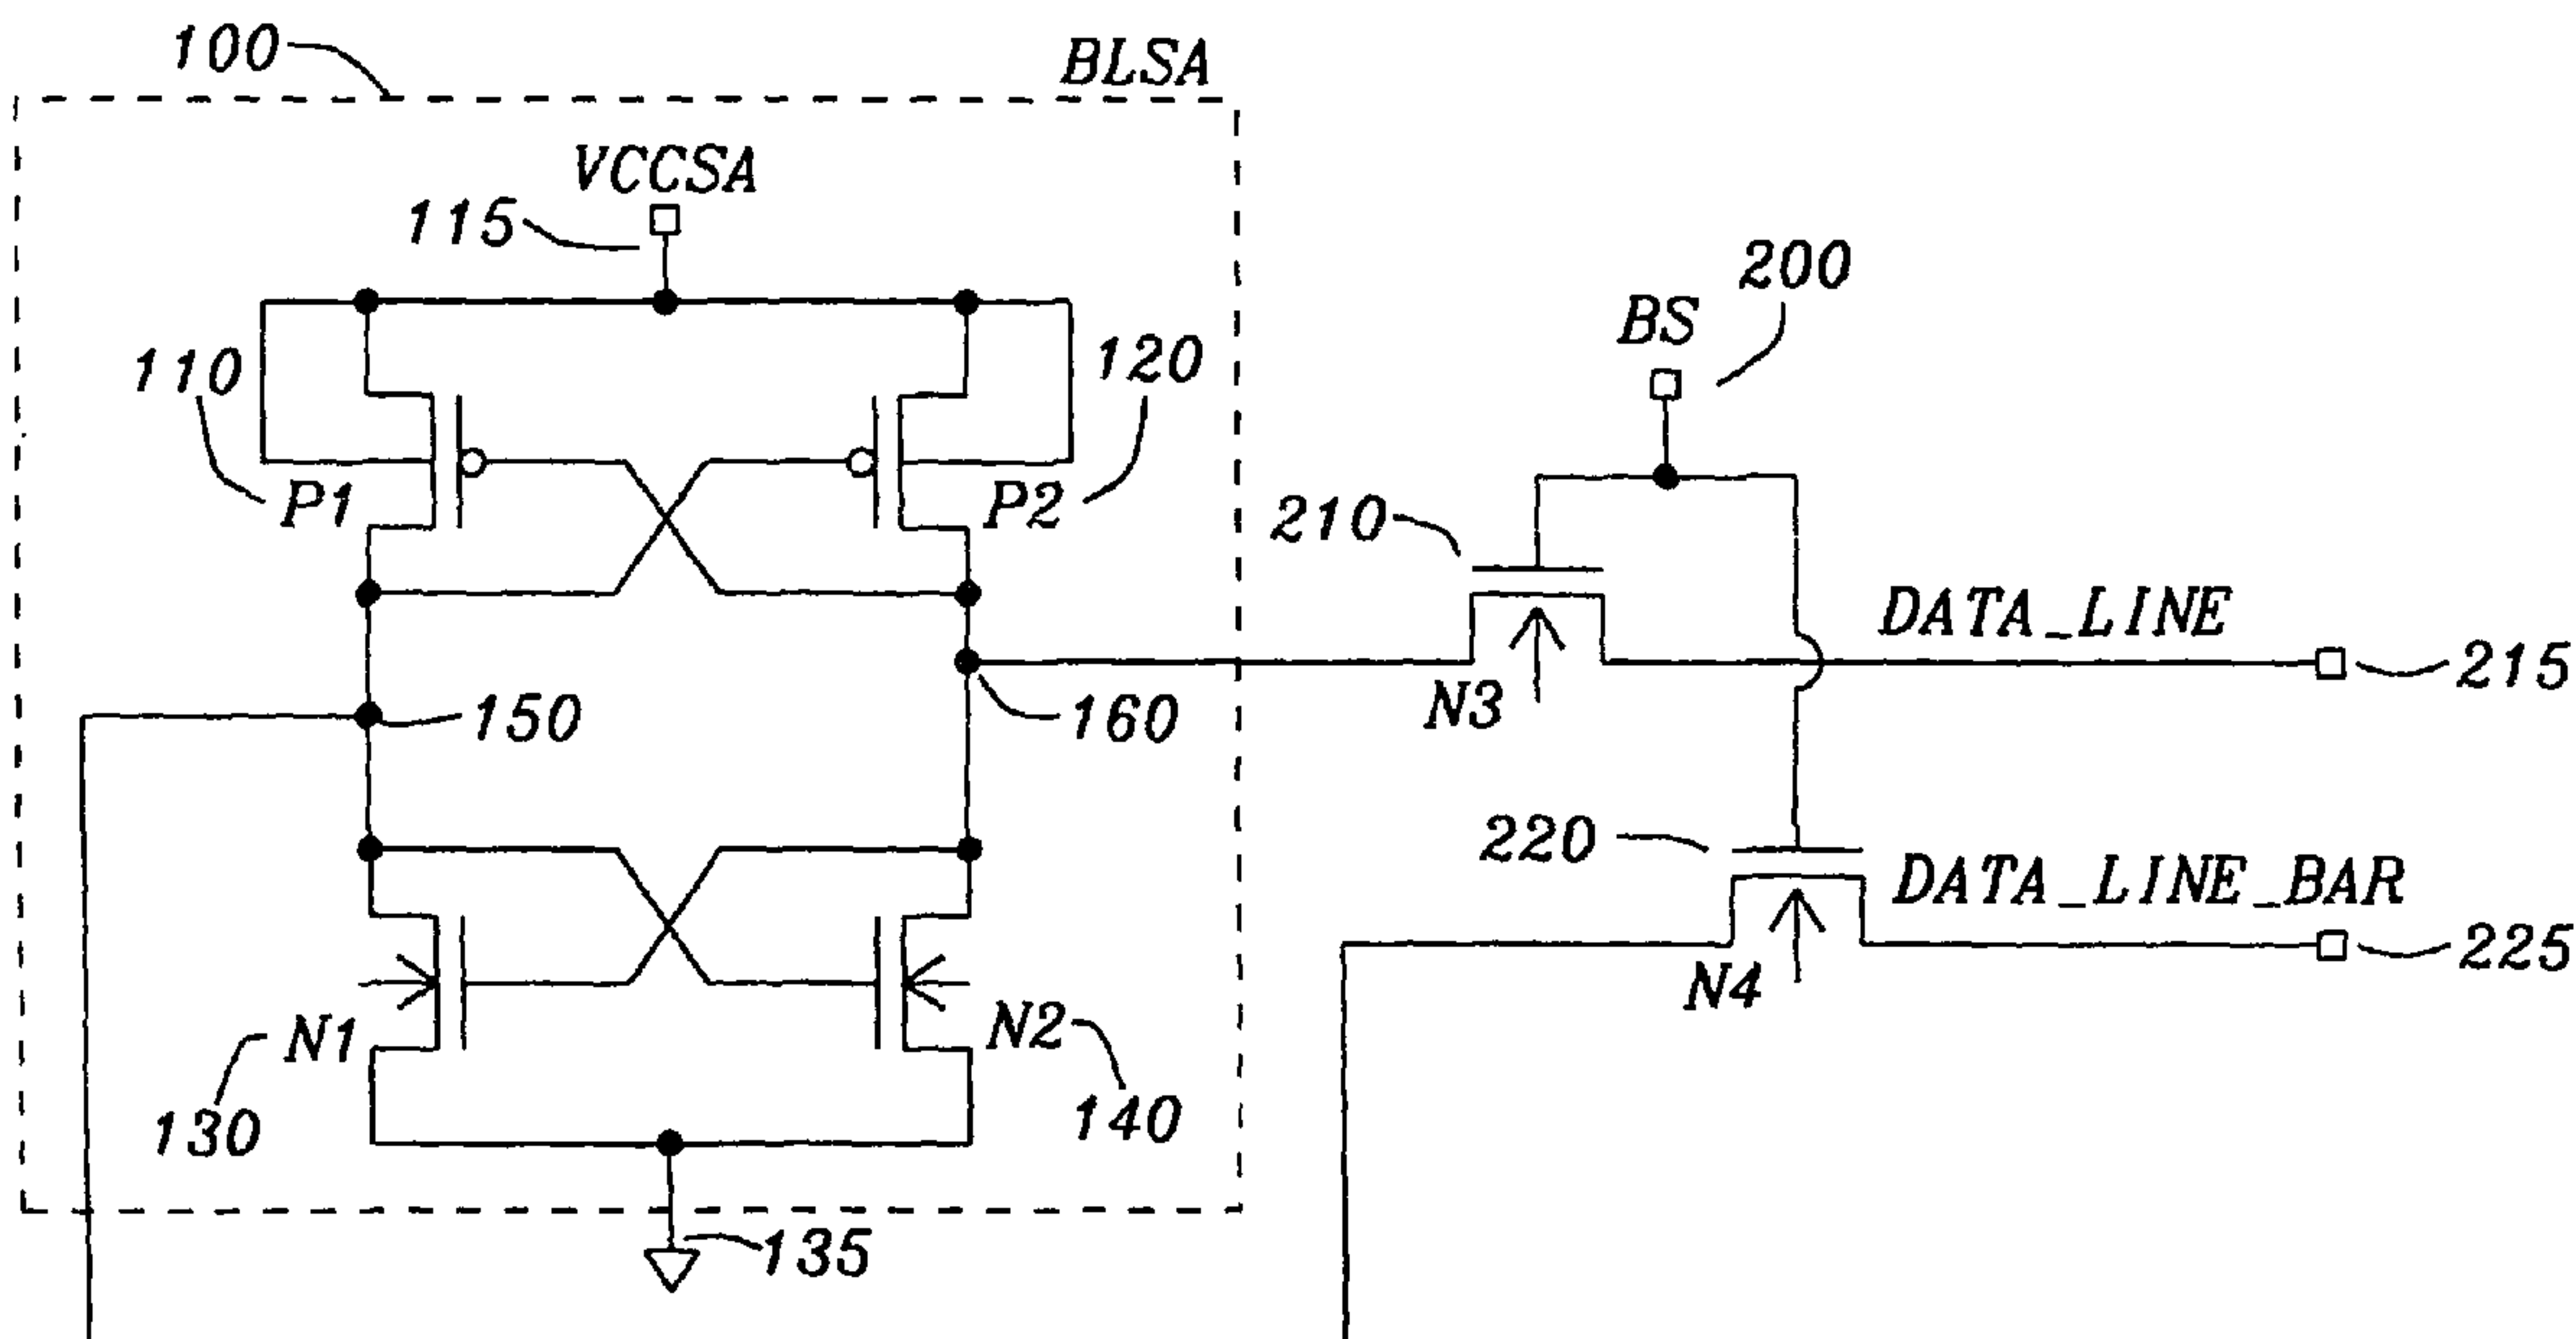 100
BLSA
VCCSA
115
200
BS
110
120
P1
P2
210
DATA_LINE
215
N3
150
160
220
DATA_LINE_BAR
225
N4
N1
N2
130
140
135